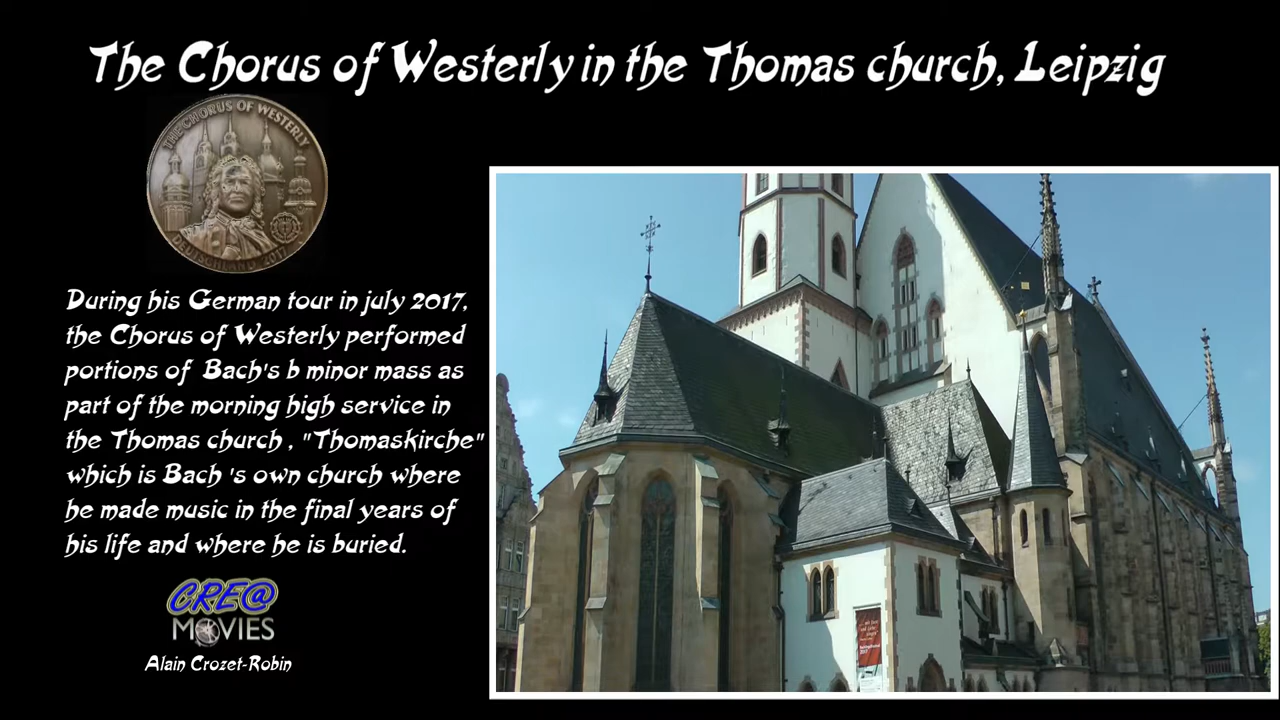 The Chorus of Westerly in the Thomas church, Leipzig
THE CHORUS OF WESTERLY
DEUTSCHLAND 2017
During his German tour in july 2017,
the Chorus of Westerly performed
portions of Bach's b minor mass as
part of the morning high service in
the Thomas church , "Thomaskirche"
which is Bach 's own church where
he made music in the final years of
his life and where he is buried.
CRE@
MOVIES
Alain Crozet-Robin
2017